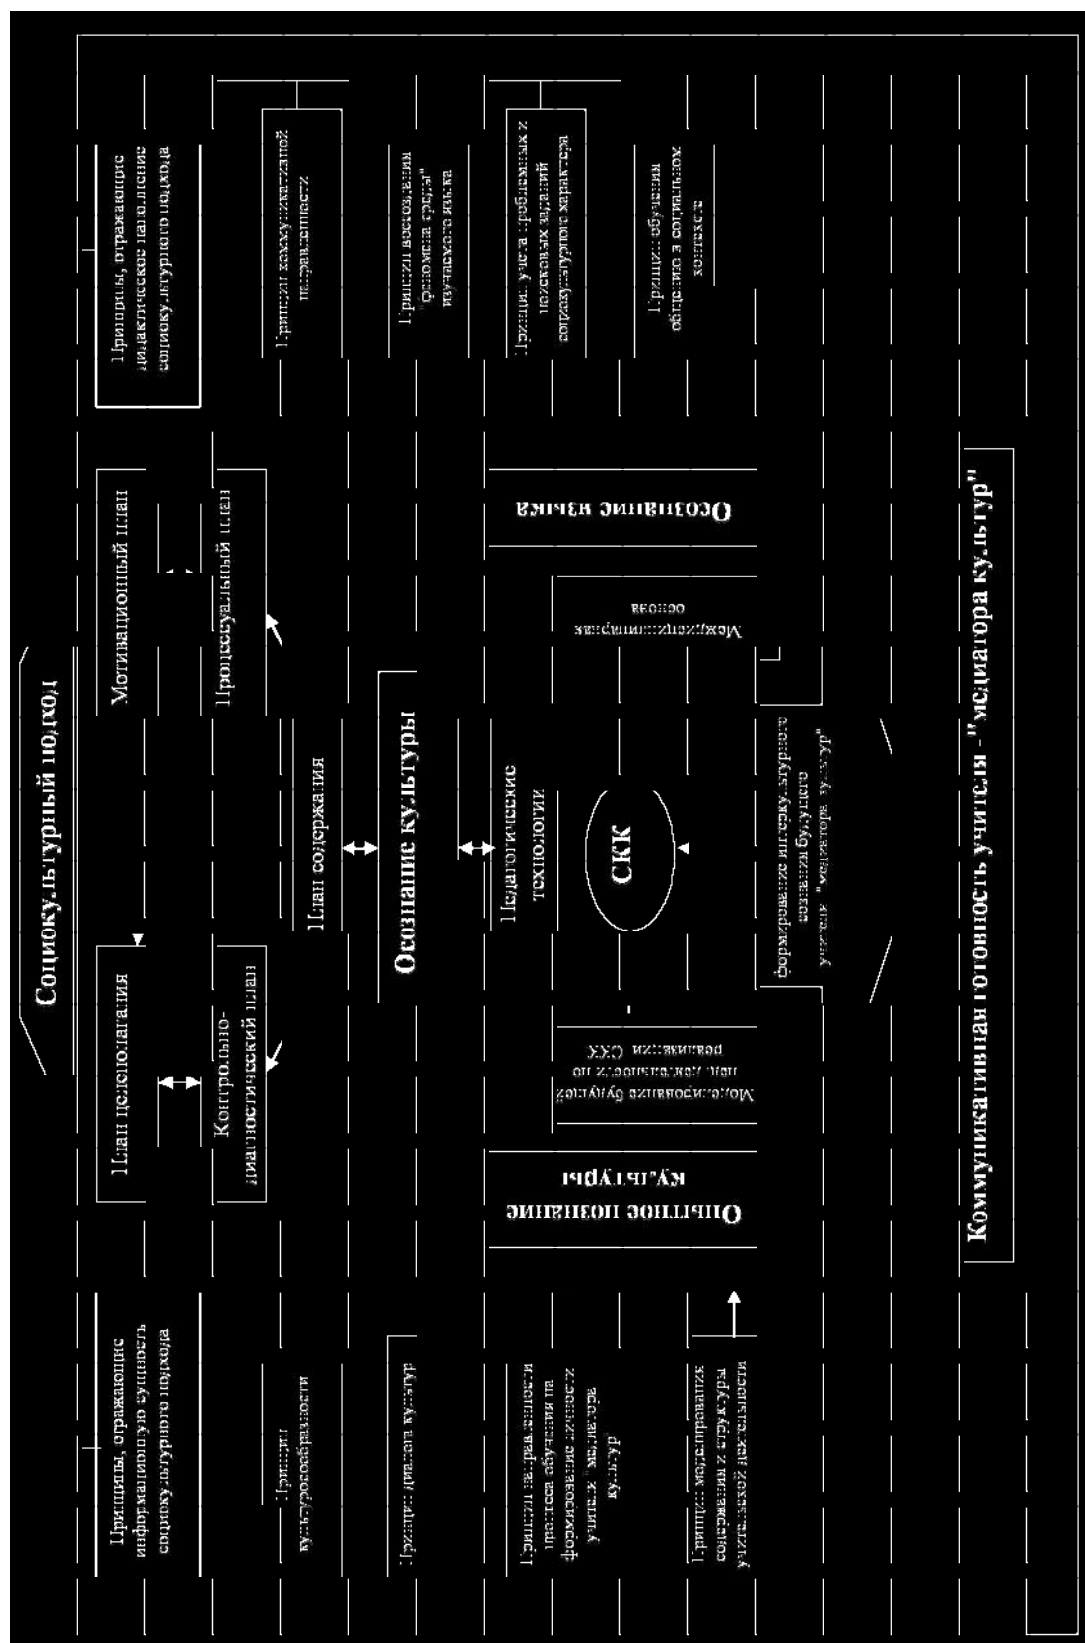 Социокультурный подход
Принципы, отражающие
информационную сущность
социокультурного подхода
План целеполагания
Мотивационный план
Принципы, отражающие
дидактическое наполнение
социокультурного подхода
Контрольно-
диагностический план
Процессуальный план
Принцип
культуросообразности
Принцип коммуникативной
направленности
План содержания
Принцип диалога культур
Осознание культуры
Принцип воссоздания
"феномена среды"
изучаемого языка
Принцип направленности
процесса обучения на
формирование личности
учителя "медиатора
культур"
Опытное познание
культуры
Педагогические
технологии
Осознание языка
Принцип учета проблемных и
поисковых заданий
социокультурного характера
Моделирование будущей
пед. деятельности по
реализации СКК
СКК
Междисциплинарная
основа
Принцип обучения
общению в социальном
контексте
Принцип моделирования
содержания и структуры
учительской деятельности
формирование интеркультурного
сознания будущего
учителя "медиатора культур"
Коммуникативная готовность учителя -"медиатора культур"